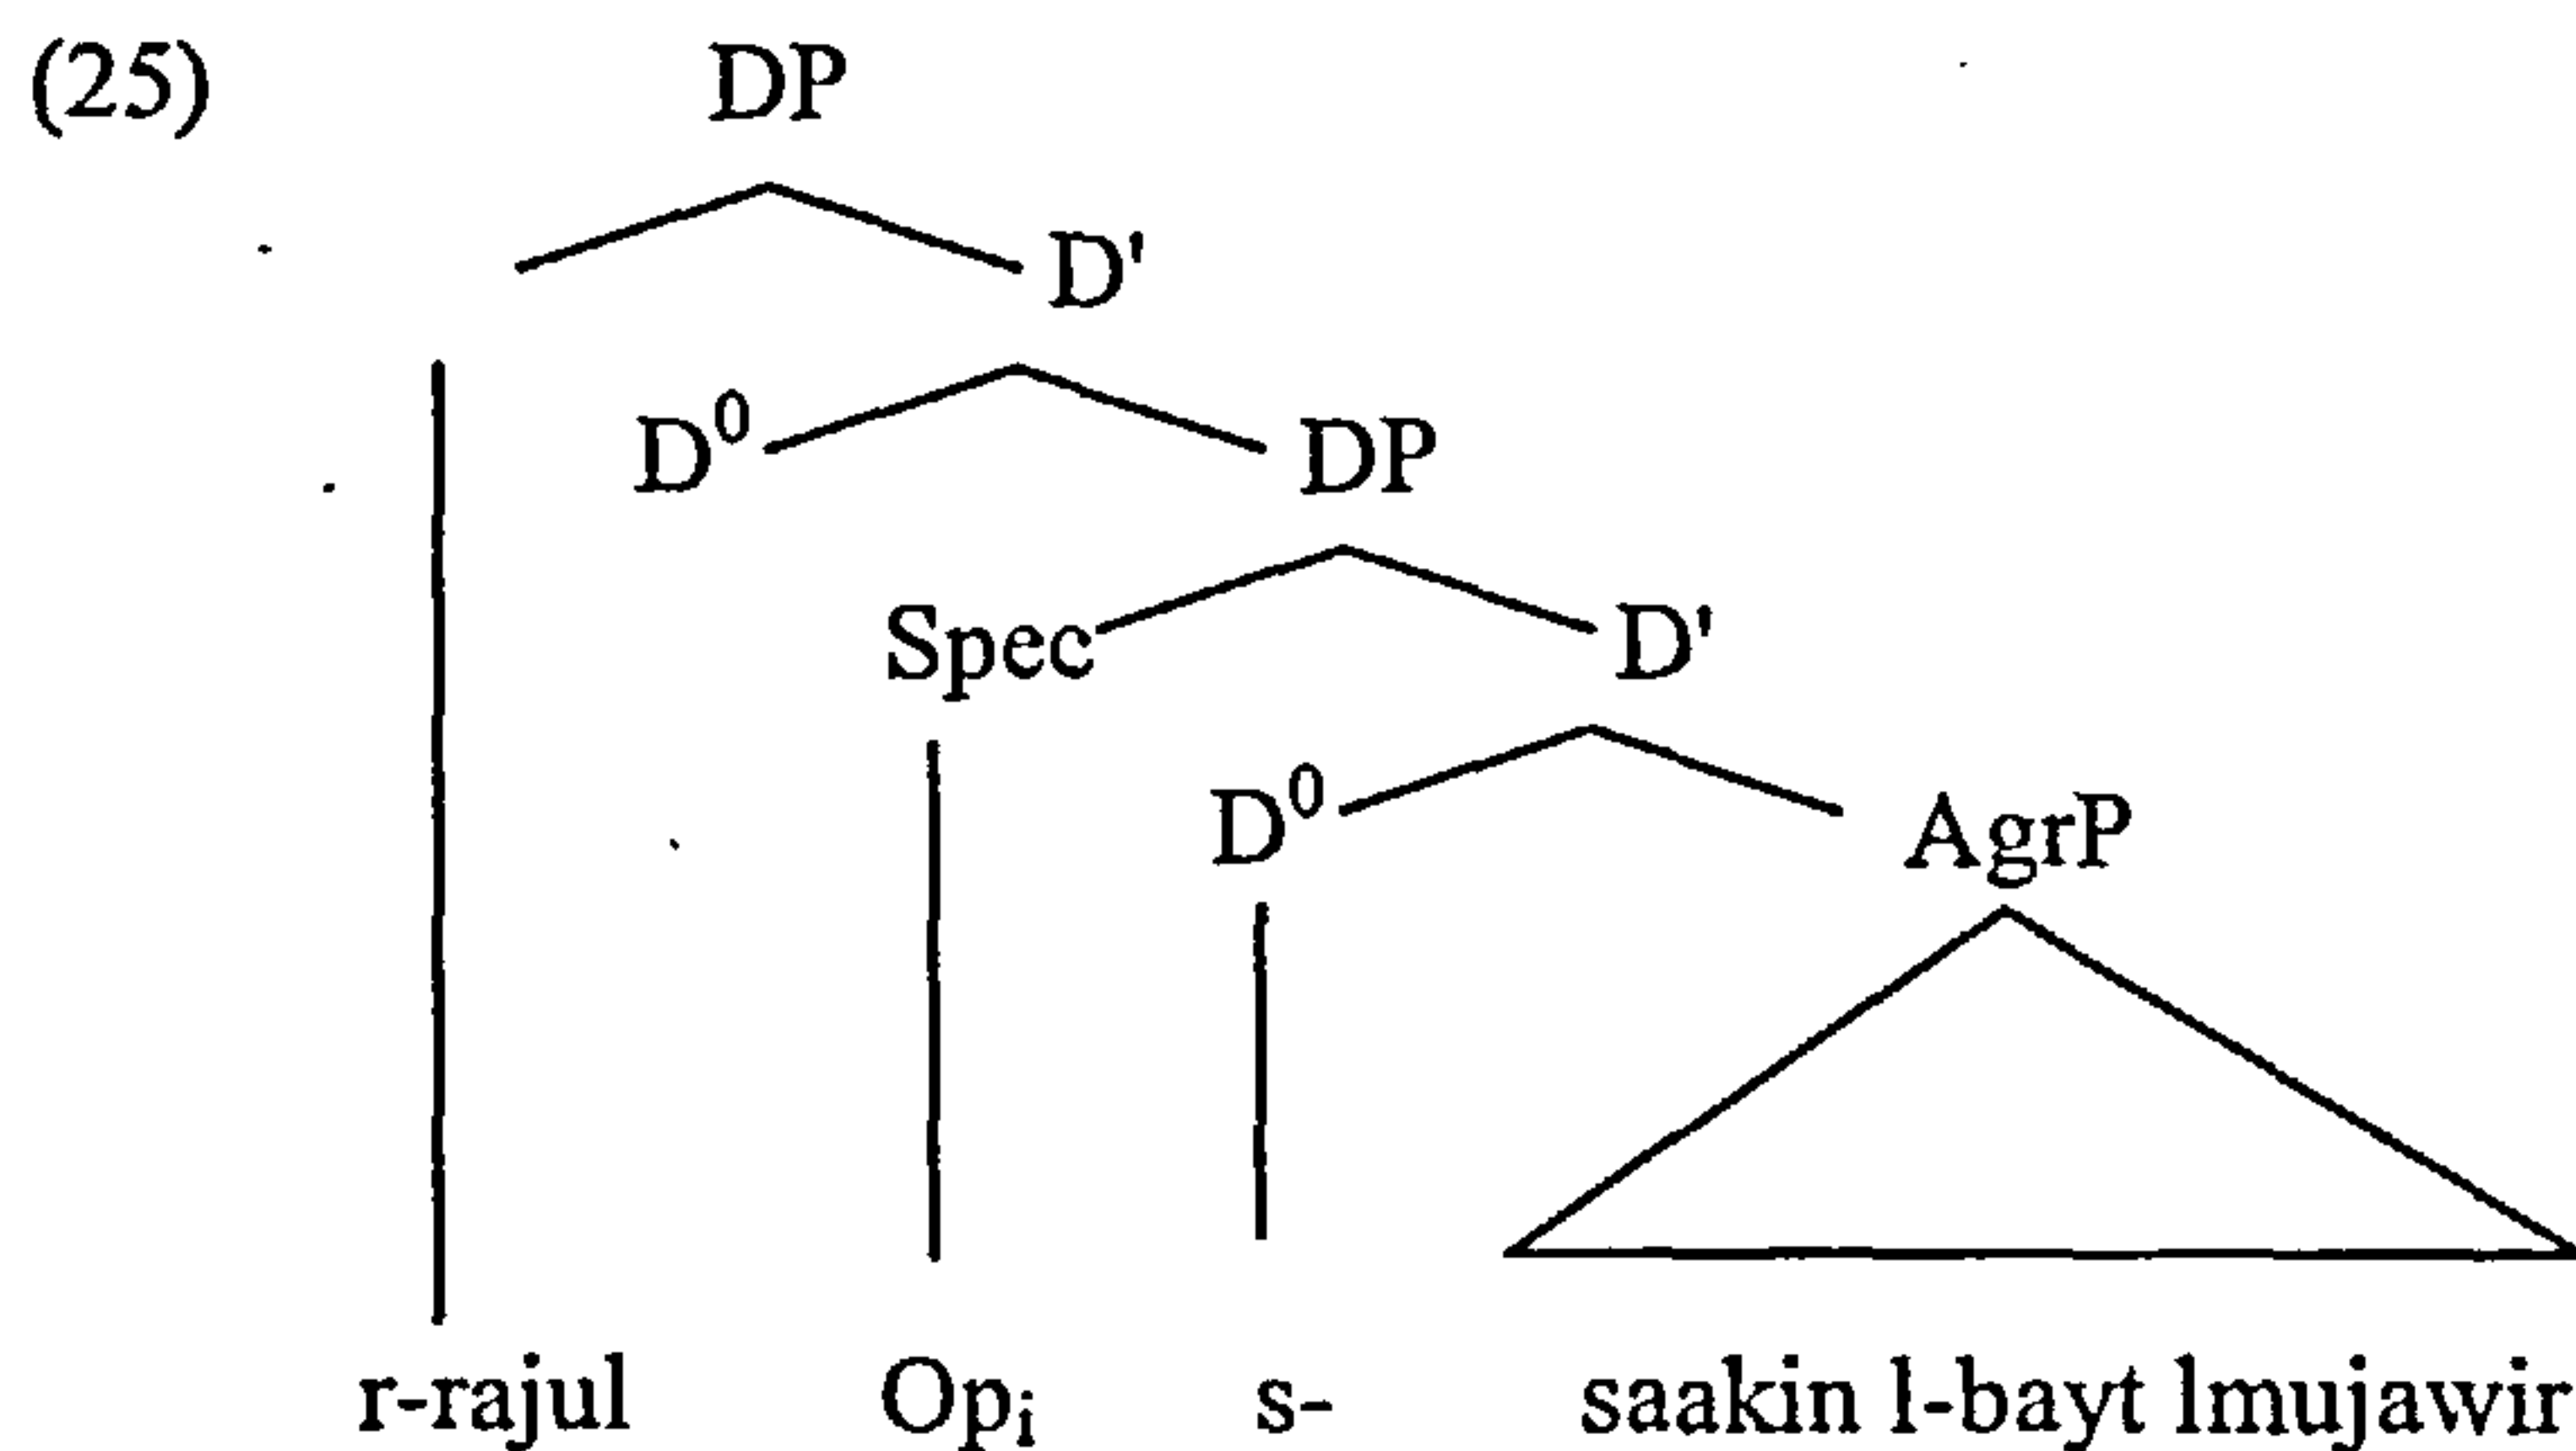 (25) DP
D'
D⁰ DP
Spec D'
D⁰ AgrP
r-rajul Opᵢ s- saakin l-bayt lmujawir